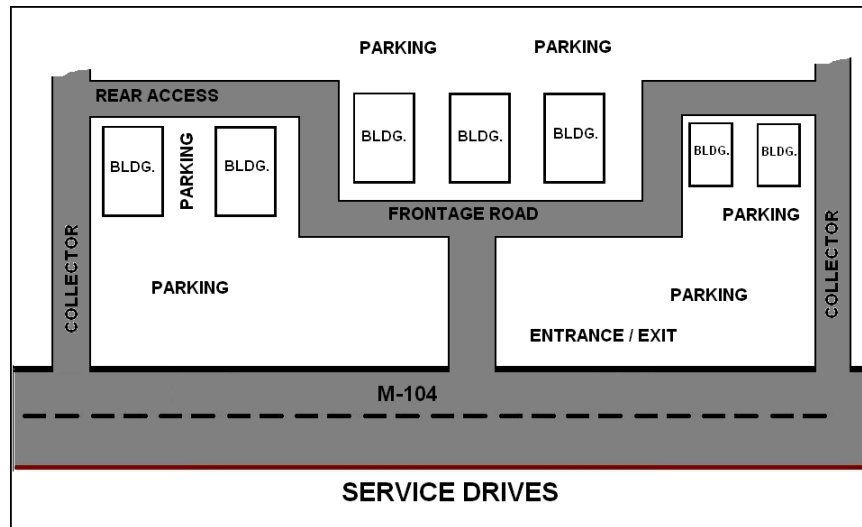 PARKING
PARKING
REAR ACCESS
BLDG.
BLDG.
BLDG.
BLDG.
PARKING
BLDG.
BLDG.
BLDG.
FRONTAGE ROAD
PARKING
COLLECTOR
COLLECTOR
PARKING
PARKING
ENTRANCE / EXIT
M-104
SERVICE DRIVES